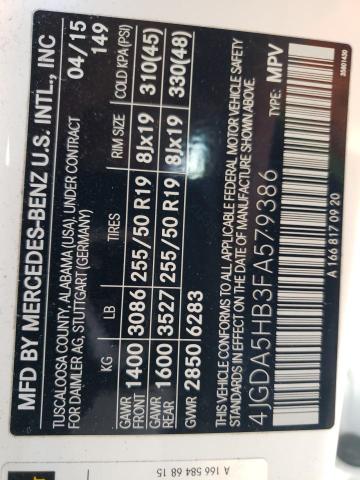 MFD BY MERCEDES-BENZ U.S. INTL., INC
TUSCALOOSA COUNTY, ALABAMA (USA), UNDER CONTRACT 04/15
FOR DAIMLER AG, STUTTGART (GERMANY) 149
KG LB TIRES RIM SIZE COLD KPA(PSI)
GAWR FRONT 1400 3086 255/50 R19 8Jx19 310(45)
GAWR REAR 1600 3527 255/50 R19 8Jx19 330(48)
GVWR 2850 6283
THIS VEHICLE CONFORMS TO ALL APPLICABLE FEDERAL MOTOR VEHICLE SAFETY
STANDARDS IN EFFECT ON THE DATE OF MANUFACTURE SHOWN ABOVE.
4JGDA5HB3FA579386 TYPE: MPV
A 166 817 09 20
A 166 584 68 15